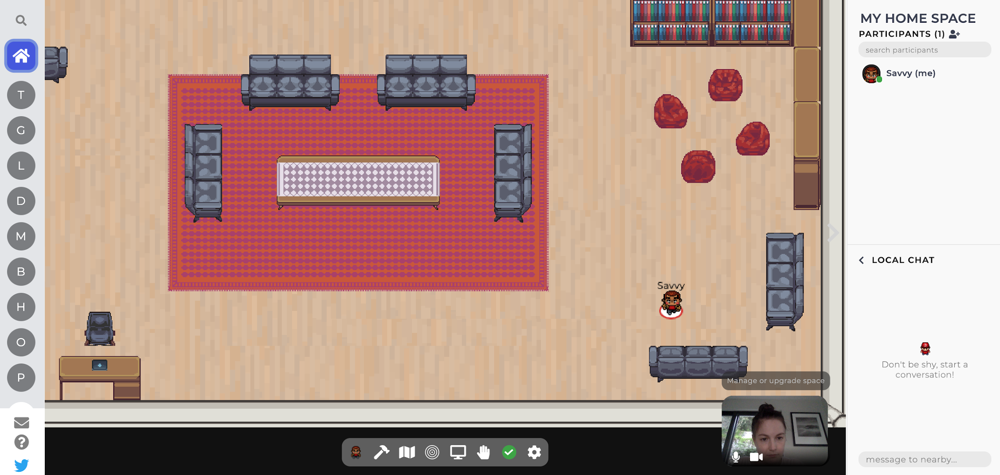 T
G
L
D
M
B
H
O
P
Savvy
Manage or upgrade space
MY HOME SPACE
PARTICIPANTS (1)
search participants
Savvy (me)
LOCAL CHAT
3
Don't be shy, start a
conversation!
message to nearby...